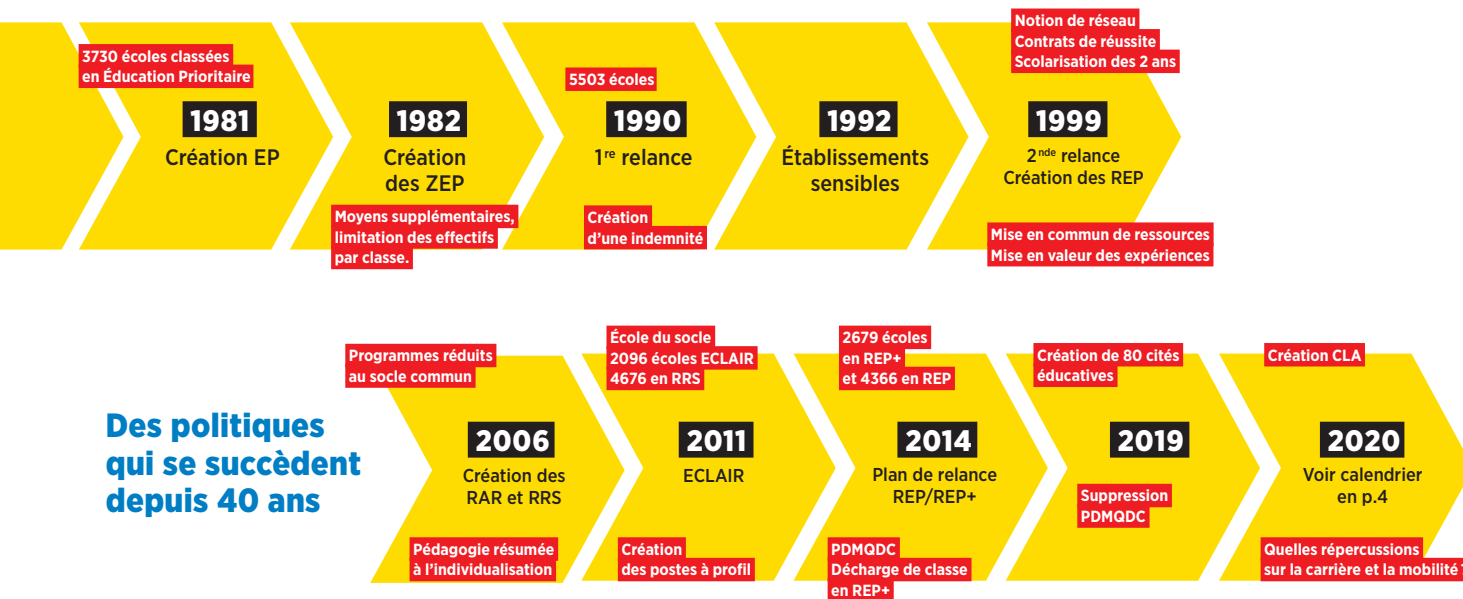 3730 écoles classées
en Éducation Prioritaire
1981
Création EP
1982
Création
des ZEP
Moyens supplémentaires,
limitation des effectifs
par classe.
5503 écoles
1990
1re relance
Création
d'une indemnité
1992
Établissements
sensibles
Notion de réseau
Contrats de réussite
Scolarisation des 2 ans
1999
2nde relance
Création des REP
Mise en commun de ressources
Mise en valeur des expériences
Des politiques
qui se succèdent
depuis 40 ans
Programmes réduits
au socle commun
2006
Création des
RAR et RRS
Pédagogie résumée
à l'individualisation
École du socle
2096 écoles ECLAIR
4676 en RRS
2011
ECLAIR
Création
des postes à profil
2679 écoles
en REP+
et 4366 en REP
2014
Plan de relance
REP/REP+
PDMQDC
Décharge de classe
en REP+
Création de 80 cités
éducatives
2019
Suppression
PDMQDC
Création CLA
2020
Voir calendrier
en p.4
Quelles répercussions
sur la carrière et la mobilité ?